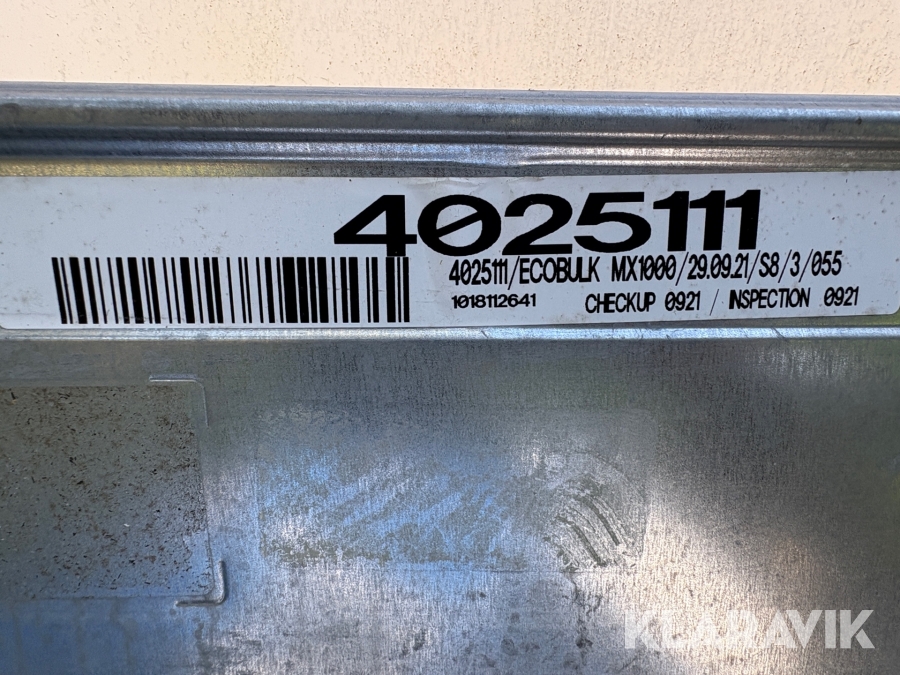 4025111
4025111/ECOBULK MX1000/29.09.21/S8/3/055
1018112641 CHECKUP 0921 / INSPECTION 0921
KLARAVIK